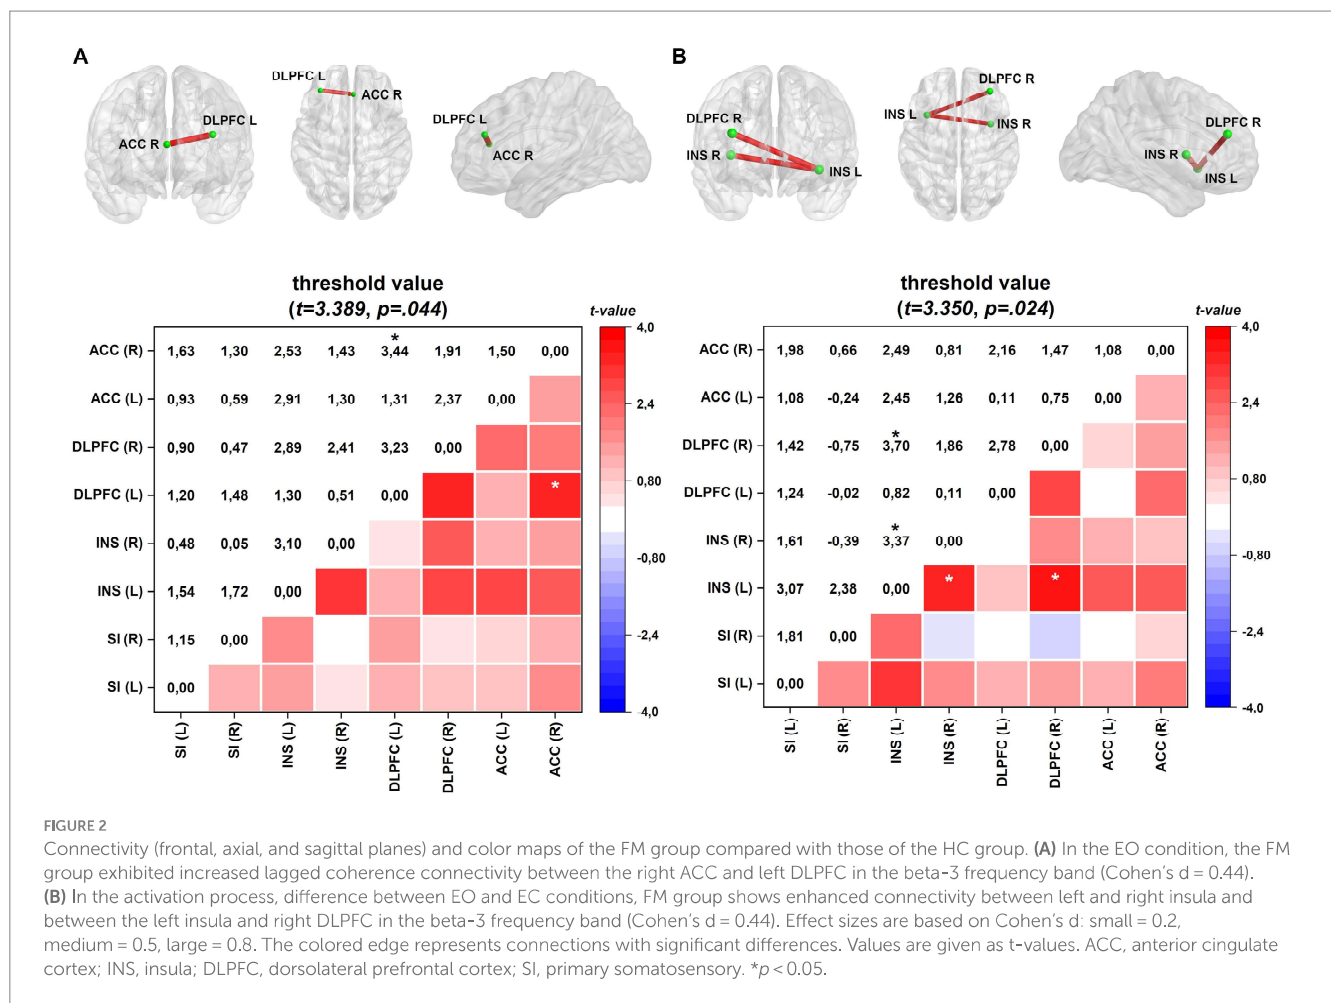 A
DLPFC L
ACC R
DLPFC L
ACC R
DLPFC L
ACC R
B
DLPFC R
INS R
INS L
DLPFC R
INS L
INS R
DLPFC R
INS R
INS L
threshold value
(t=3.389, p=.044)
t-value
ACC (R) 1,63 1,30 2,53 1,43 3,44 * 1,91 1,50 0,00
ACC (L) 0,93 0,59 2,91 1,30 1,31 2,37 0,00
DLPFC (R) 0,90 0,47 2,89 2,41 3,23 0,00
DLPFC (L) 1,20 1,48 1,30 0,51 0,00 *
INS (R) 0,48 0,05 3,10 0,00
INS (L) 1,54 1,72 0,00
SI (R) 1,15 0,00
SI (L) 0,00
SI (L) SI (R) INS (L) INS (R) DLPFC (L) DLPFC (R) ACC (L) ACC (R)
4,0
2,4
0,80
-0,80
-2,4
-4,0
threshold value
(t=3.350, p=.024)
t-value
ACC (R) 1,98 0,66 2,49 0,81 2,16 1,47 1,08 0,00
ACC (L) 1,08 -0,24 2,45 1,26 0,11 0,75 0,00
DLPFC (R) 1,42 -0,75 3,70 * 1,86 2,78 0,00
DLPFC (L) 1,24 -0,02 0,82 0,11 0,00
INS (R) 1,61 -0,39 3,37 * 0,00
INS (L) 3,07 2,38 0,00 * *
SI (R) 1,81 0,00
SI (L) 0,00
SI (L) SI (R) INS (L) INS (R) DLPFC (L) DLPFC (R) ACC (L) ACC (R)
4,0
2,4
0,80
-0,80
-2,4
-4.0
FIGURE 2
Connectivity (frontal, axial, and sagittal planes) and color maps of the FM group compared with those of the HC group. (A) In the EO condition, the FM
group exhibited increased lagged coherence connectivity between the right ACC and left DLPFC in the beta-3 frequency band (Cohen's d = 0.44).
(B) In the activation process, difference between EO and EC conditions, FM group shows enhanced connectivity between left and right insula and
between the left insula and right DLPFC in the beta-3 frequency band (Cohen's d = 0.44). Effect sizes are based on Cohen's d: small = 0.2,
medium = 0.5, large = 0.8. The colored edge represents connections with significant differences. Values are given as t-values. ACC, anterior cingulate
cortex; INS, insula; DLPFC, dorsolateral prefrontal cortex; SI, primary somatosensory. *p < 0.05.